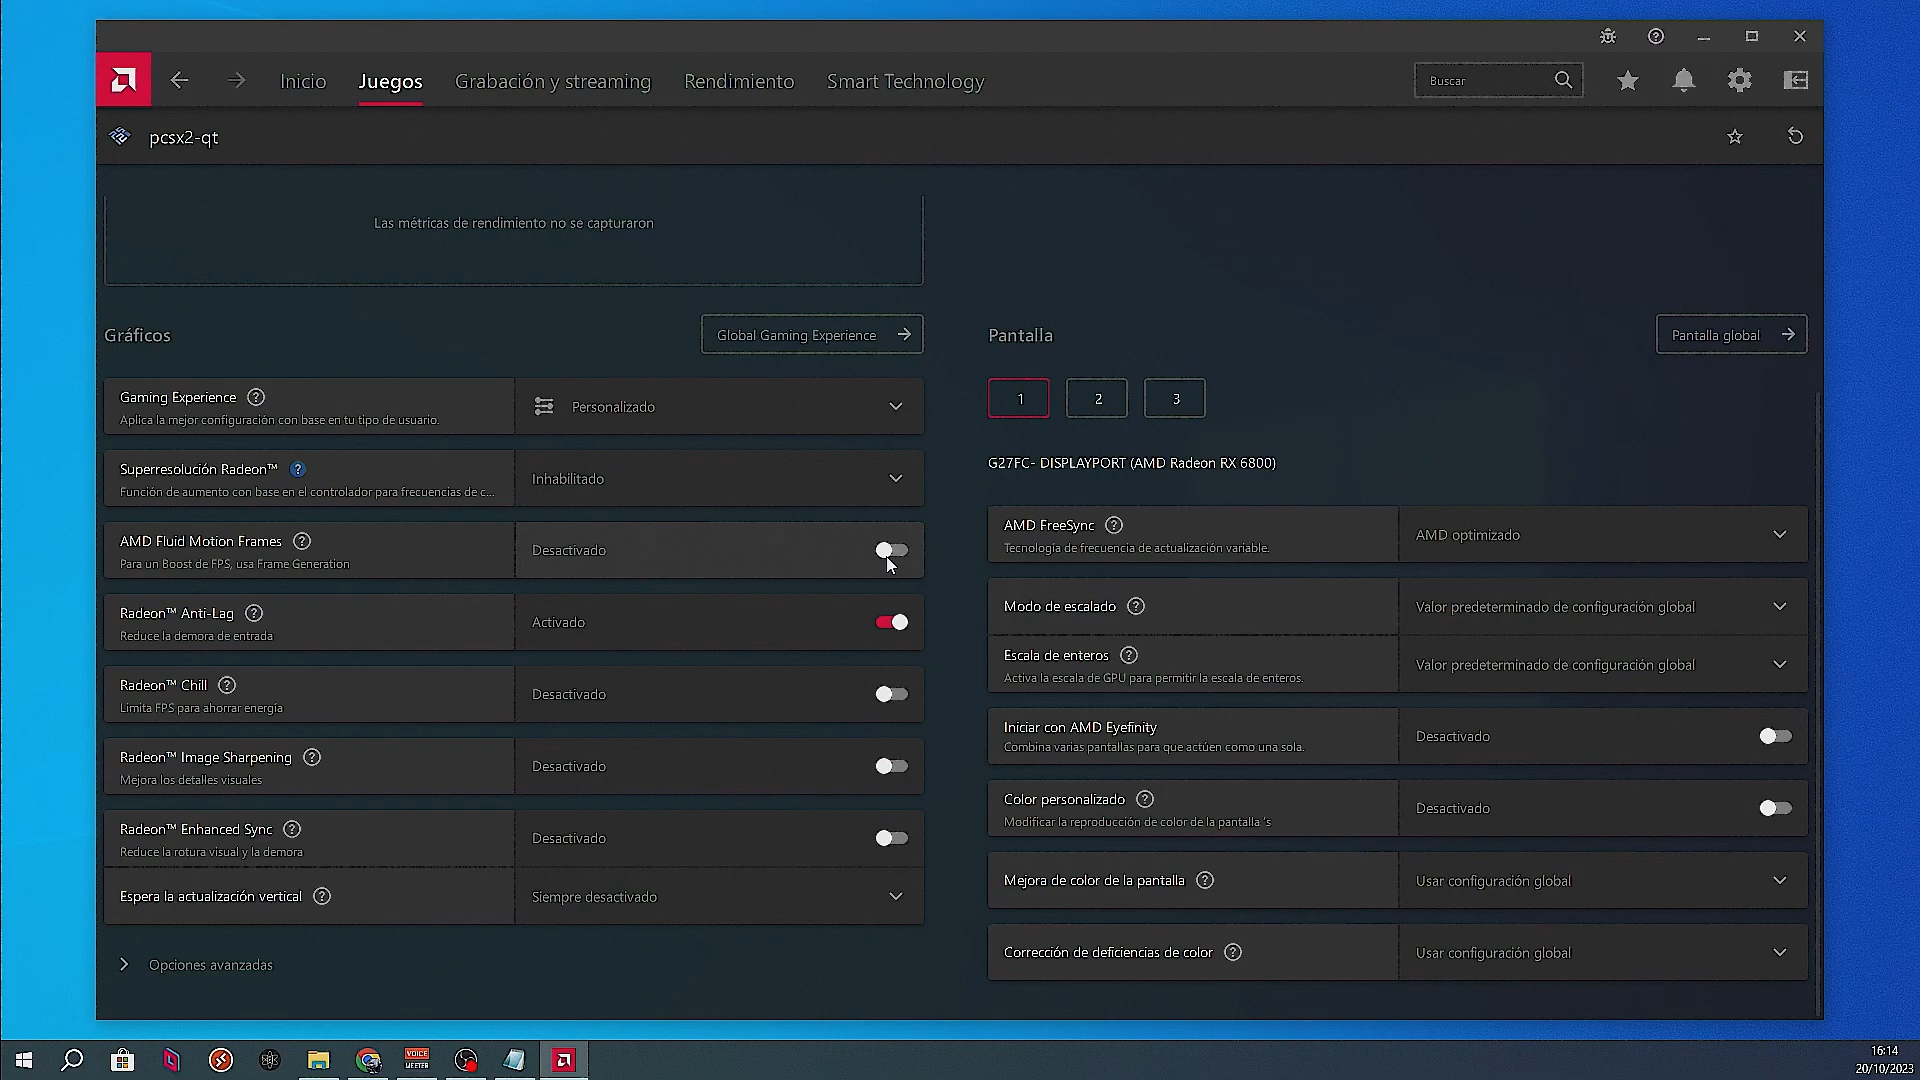 Inicio
Juegos
Grabación y streaming
Rendimiento
Smart Technology
Buscar
pcsx2-qt
Las métricas de rendimiento no se capturaron
Gráficos
Global Gaming Experience
Gaming Experience
Aplica la mejor configuración con base en tu tipo de usuario.
Personalizado
Superresolución Radeon™
Función de aumento con base en el controlador para frecuencias de c...
Inhabilitado
AMD Fluid Motion Frames
Para un Boost de FPS, usa Frame Generation
Desactivado
Radeon™ Anti-Lag
Reduce la demora de entrada
Activado
Radeon™ Chill
Limita FPS para ahorrar energía
Desactivado
Radeon™ Image Sharpening
Mejora los detalles visuales
Desactivado
Radeon™ Enhanced Sync
Reduce la rotura visual y la demora
Desactivado
Espera la actualización vertical
Siempre desactivado
Opciones avanzadas
Pantalla
Pantalla global
1
2
3
G27FC- DISPLAYPORT (AMD Radeon RX 6800)
AMD FreeSync
Tecnología de frecuencia de actualización variable.
AMD optimizado
Modo de escalado
Valor predeterminado de configuración global
Escala de enteros
Activa la escala de GPU para permitir la escala de enteros.
Valor predeterminado de configuración global
Iniciar con AMD Eyefinity
Combina varias pantallas para que actúen como una sola.
Desactivado
Color personalizado
Modificar la reproducción de color de la pantalla 's
Desactivado
Mejora de color de la pantalla
Usar configuración global
Corrección de deficiencias de color
Usar configuración global
VOICE
MEETER
16:14
20/10/2023